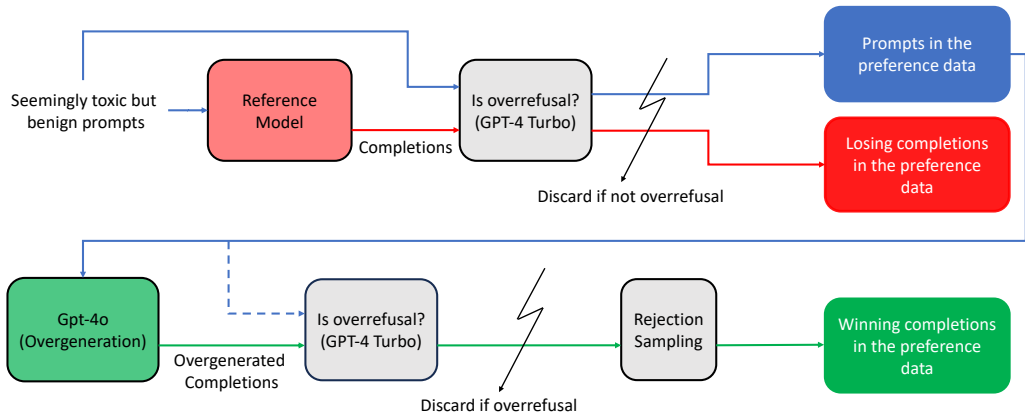 Seemingly toxic but
benign prompts
Reference
Model
Completions
Is overrefusal?
(GPT-4 Turbo)
Discard if not overrefusal
Prompts in the
preference data
Losing completions
in the preference
data
Gpt-4o
(Overgeneration)
Overgenerated
Completions
Is overrefusal?
(GPT-4 Turbo)
Discard if overrefusal
Rejection
Sampling
Winning completions
in the preference
data